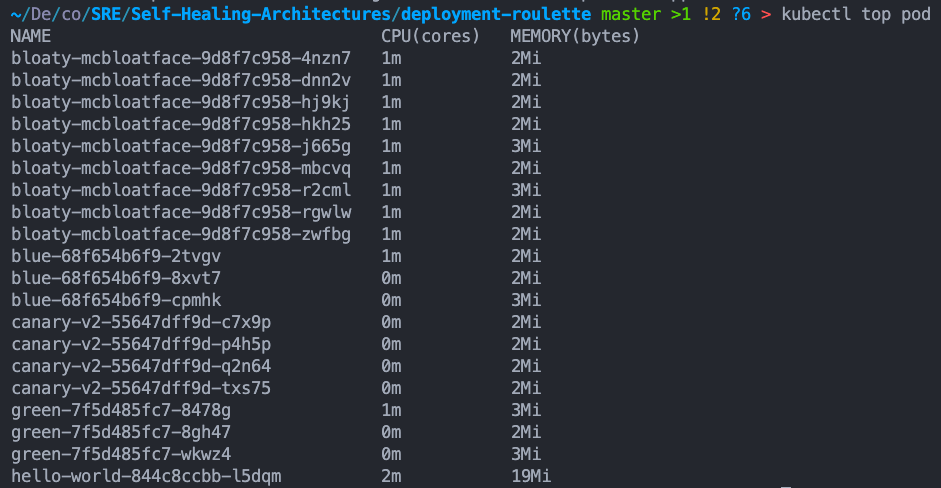 ~/De/co/SRE/Self-Healing-Architectures/deployment-roulette master >1 !2 ?6 > kubectl top pod
NAME CPU(cores) MEMORY(bytes)
bloaty-mcbloatface-9d8f7c958-4nzn7 1m 2Mi
bloaty-mcbloatface-9d8f7c958-dnn2v 1m 2Mi
bloaty-mcbloatface-9d8f7c958-hj9kj 1m 2Mi
bloaty-mcbloatface-9d8f7c958-hkh25 1m 2Mi
bloaty-mcbloatface-9d8f7c958-j665g 1m 3Mi
bloaty-mcbloatface-9d8f7c958-mbcvq 1m 2Mi
bloaty-mcbloatface-9d8f7c958-r2cml 1m 3Mi
bloaty-mcbloatface-9d8f7c958-rgwlw 1m 2Mi
bloaty-mcbloatface-9d8f7c958-zwfbg 1m 2Mi
blue-68f654b6f9-2tvgv 1m 2Mi
blue-68f654b6f9-8xvt7 0m 2Mi
blue-68f654b6f9-cpmhk 0m 3Mi
canary-v2-55647dff9d-c7x9p 0m 2Mi
canary-v2-55647dff9d-p4h5p 0m 2Mi
canary-v2-55647dff9d-q2n64 0m 2Mi
canary-v2-55647dff9d-txs75 0m 2Mi
green-7f5d485fc7-8478g 1m 3Mi
green-7f5d485fc7-8gh47 0m 2Mi
green-7f5d485fc7-wkwz4 0m 3Mi
hello-world-844c8ccbb-l5dqm 2m 19Mi